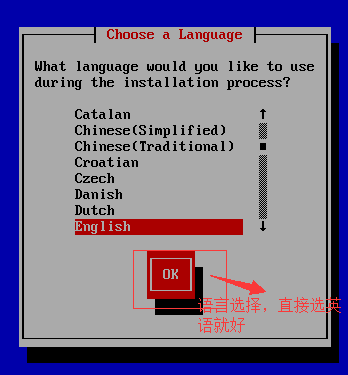 Choose a Language
What language would you like to use
during the installation process?
Catalan
Chinese(Simplified)
Chinese(Traditional)
Croatian
Czech
Danish
Dutch
English
OK
语言选择，直接选英
语就好